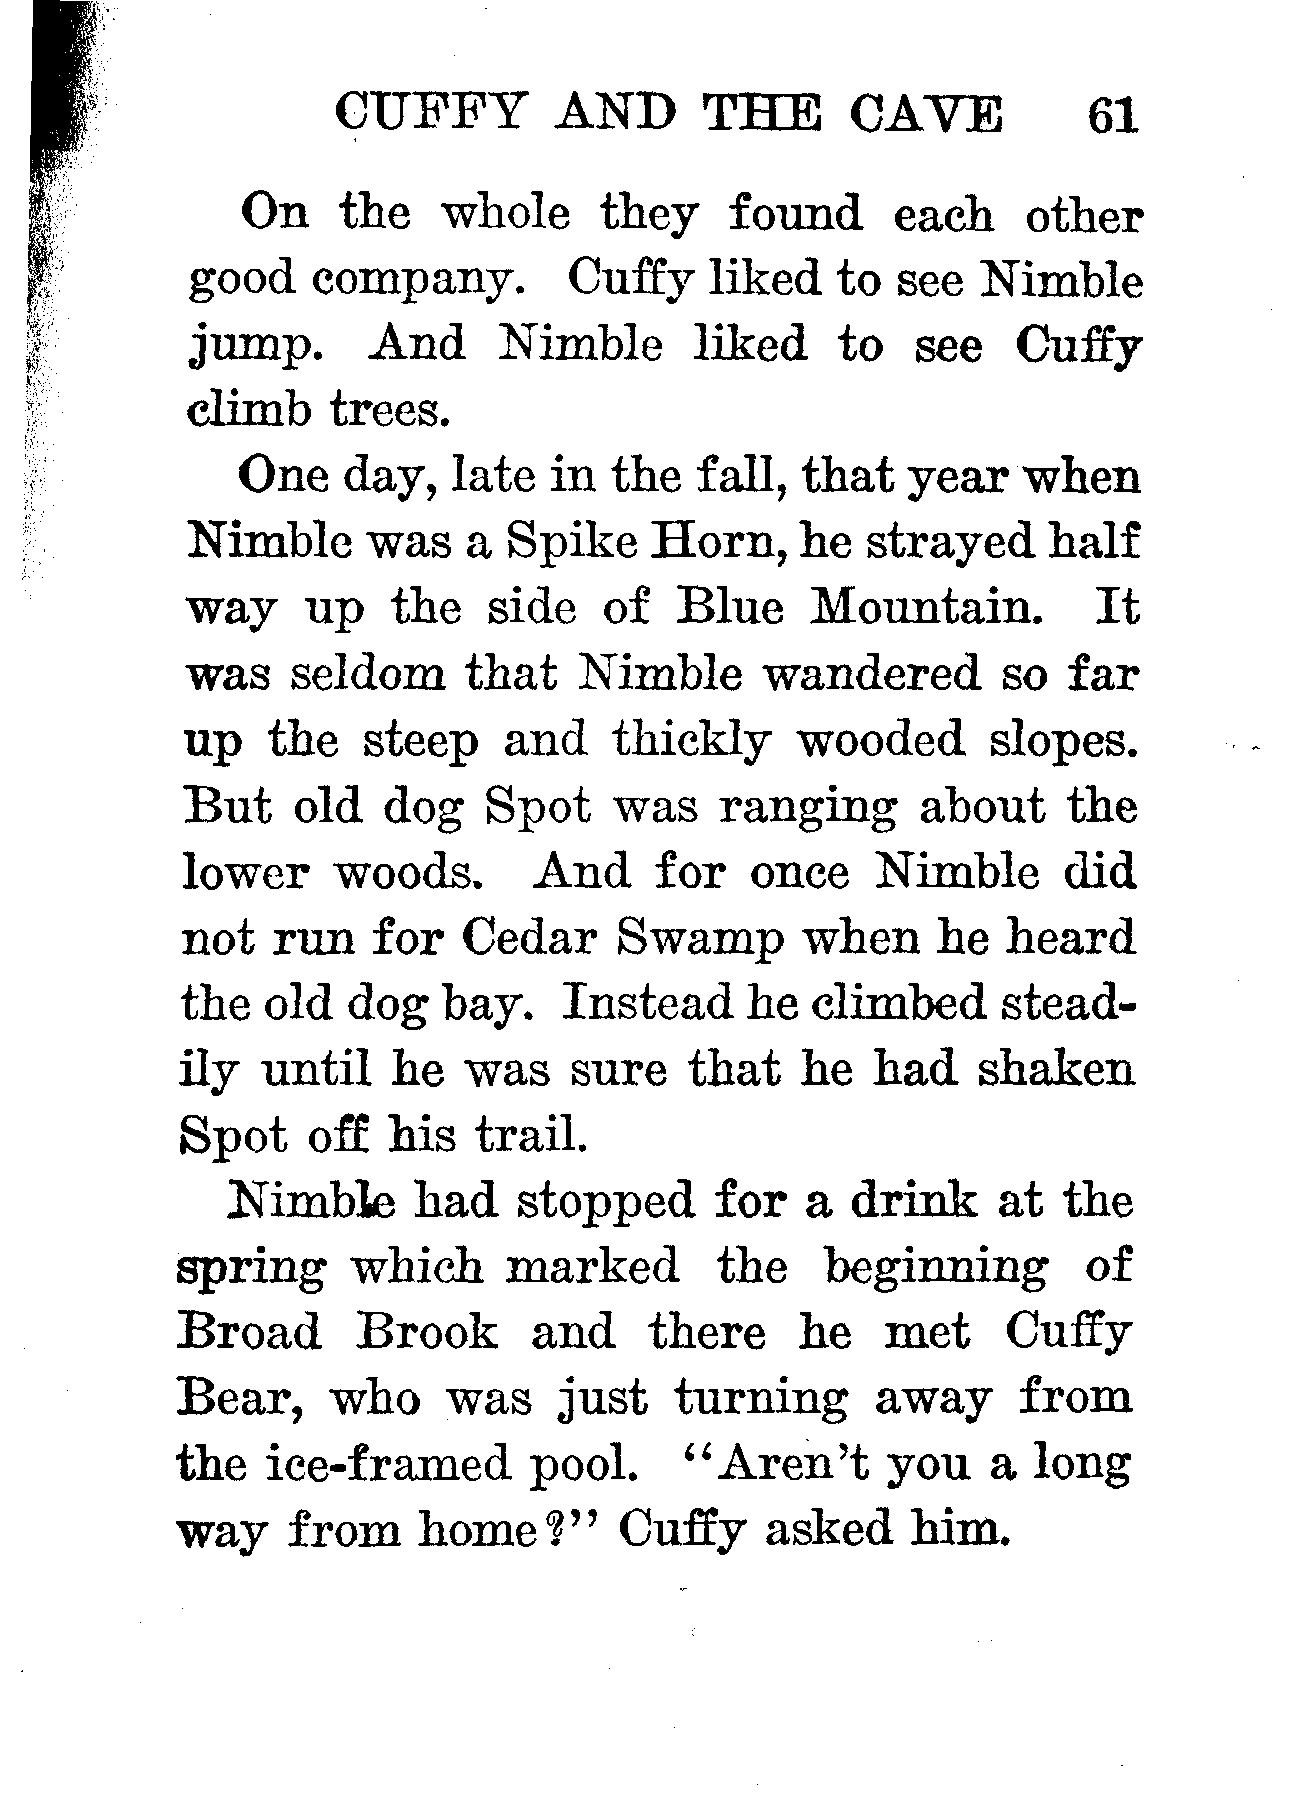 CUFFY AND THE CAVE 61
On the whole they found each other
good company. Cuffy liked to see Nimble
jump. And Nimble liked to see Cuffy
climb trees.
One day, late in the fall, that year when
Nimble was a Spike Horn, he strayed half
way up the side of Blue Mountain. It
was seldom that Nimble wandered so far
up the steep and thickly wooded slopes.
But old dog Spot was ranging about the
lower woods. And for once Nimble did
not run for Cedar Swamp when he heard
the old dog bay. Instead he climbed stead-
ily until he was sure that he had shaken
Spot off his trail.
Nimble had stopped for a drink at the
spring which marked the beginning of
Broad Brook and there he met Cuffy
Bear, who was just turning away from
the ice-framed pool. "Aren't you a long
way from home?" Cuffy asked him.